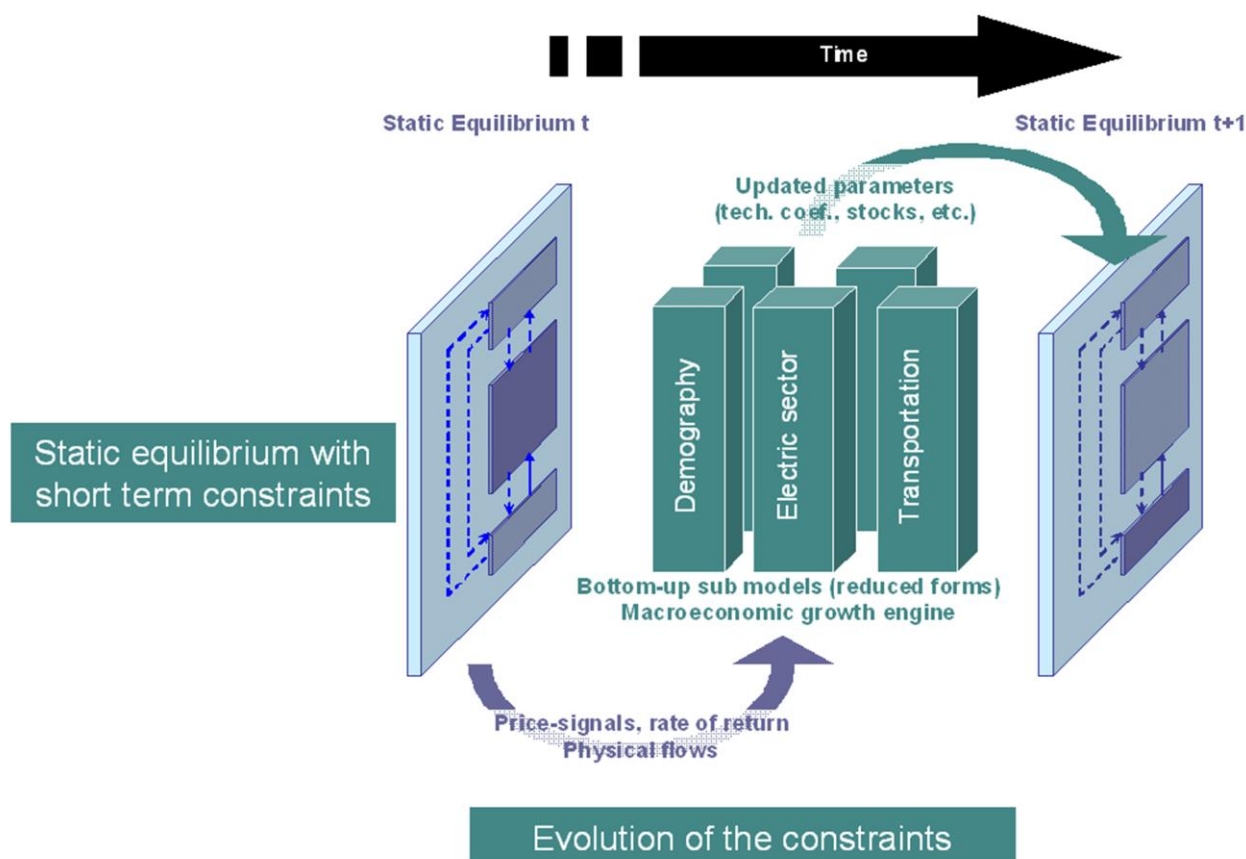 Time
Static Equilibrium t
Static Equilibrium t+1
Updated parameters
(tech. coef., stocks, etc.)
Demography
Electric sector
Transportation
Static equilibrium with
short term constraints
Bottom-up sub models (reduced forms)
Macroeconomic growth engine
Price-signals, rate of return
Physical flows
Evolution of the constraints